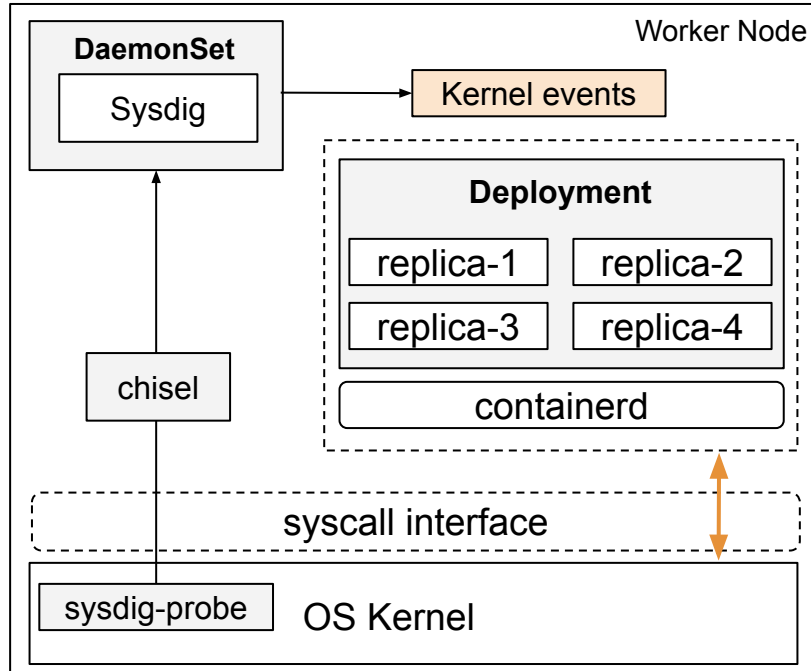 Worker Node
DaemonSet
Sysdig
Kernel events
Deployment
replica-1
replica-2
replica-3
replica-4
chisel
containerd
syscall interface
sysdig-probe
OS Kernel